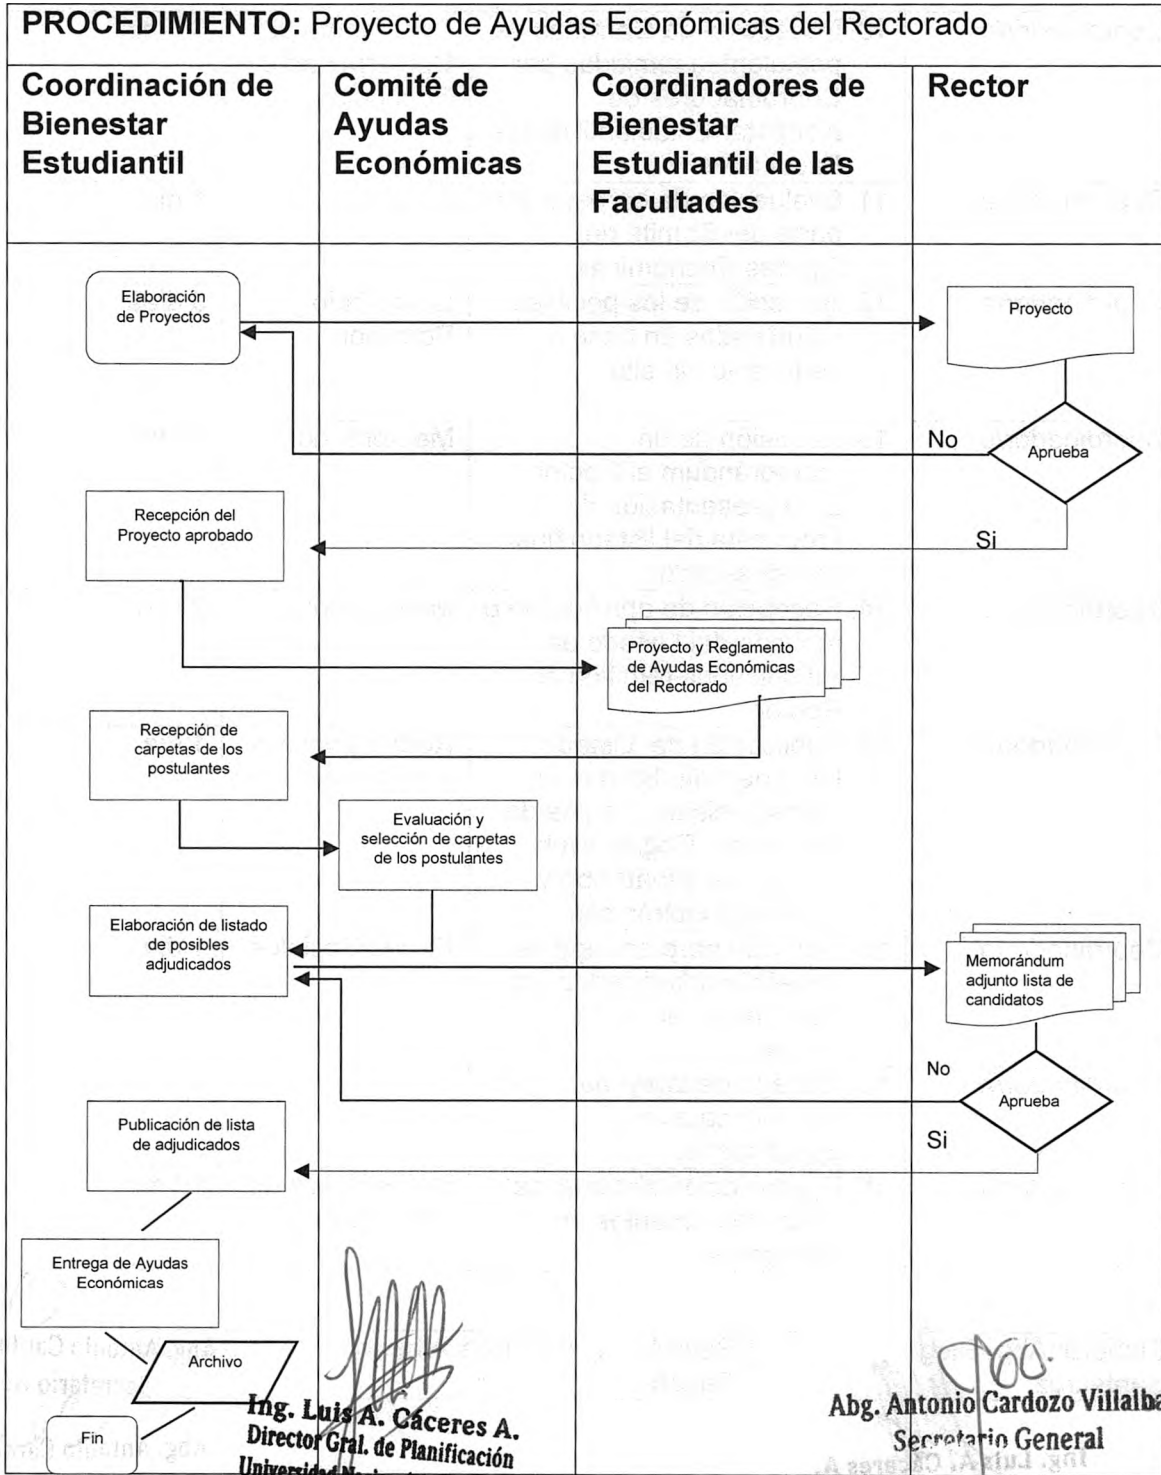 PROCEDIMIENTO: Proyecto de Ayudas Económicas del Rectorado
Coordinación de
Bienestar
Estudiantil
Comité de
Ayudas
Económicas
Coordinadores de
Bienestar
Estudiantil de las
Facultades
Rector
Elaboración
de Proyectos
Proyecto
No
Aprueba
Si
Recepción del
Proyecto aprobado
Proyecto y Reglamento
de Ayudas Económicas
del Rectorado
Recepción de
carpetas de los
postulantes
Evaluación y
selección de carpetas
de los postulantes
Elaboración de listado
de posibles
adjudicados
Memorándum
adjunto lista de
candidatos
No
Aprueba
Si
Publicación de lista
de adjudicados
Entrega de Ayudas
Económicas
Archivo
Fin
Ing. Luis A. Cáceres A.
Director Gral. de Planificación
Universidad
Abg. Antonio Cardozo Villalba
Secretario General